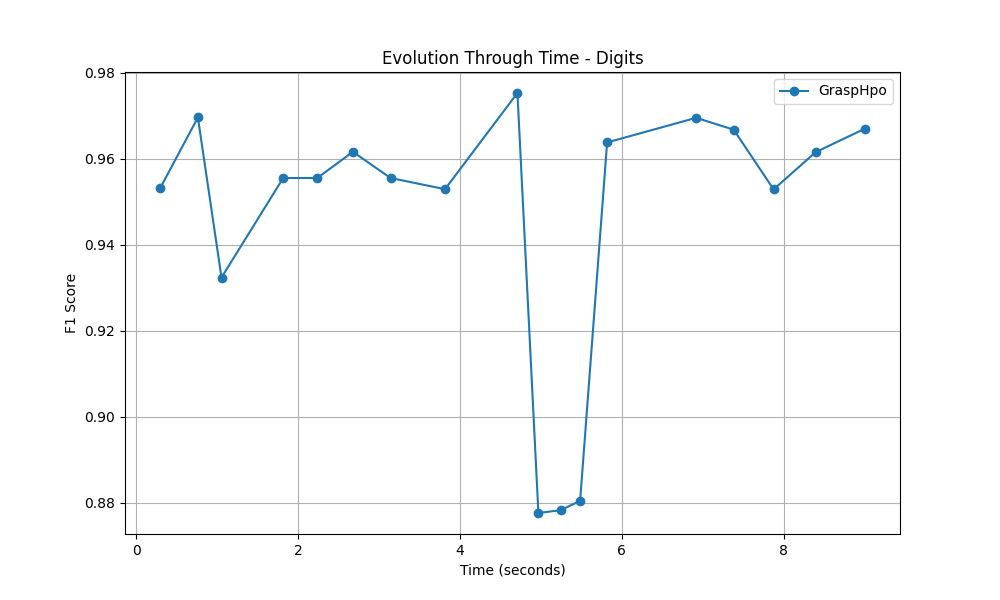 Evolution Through Time - Digits
GraspHpo
0.98
0.96
0.94
0.92
0.90
0.88
F1 Score
0 2 4 6 8
Time (seconds)